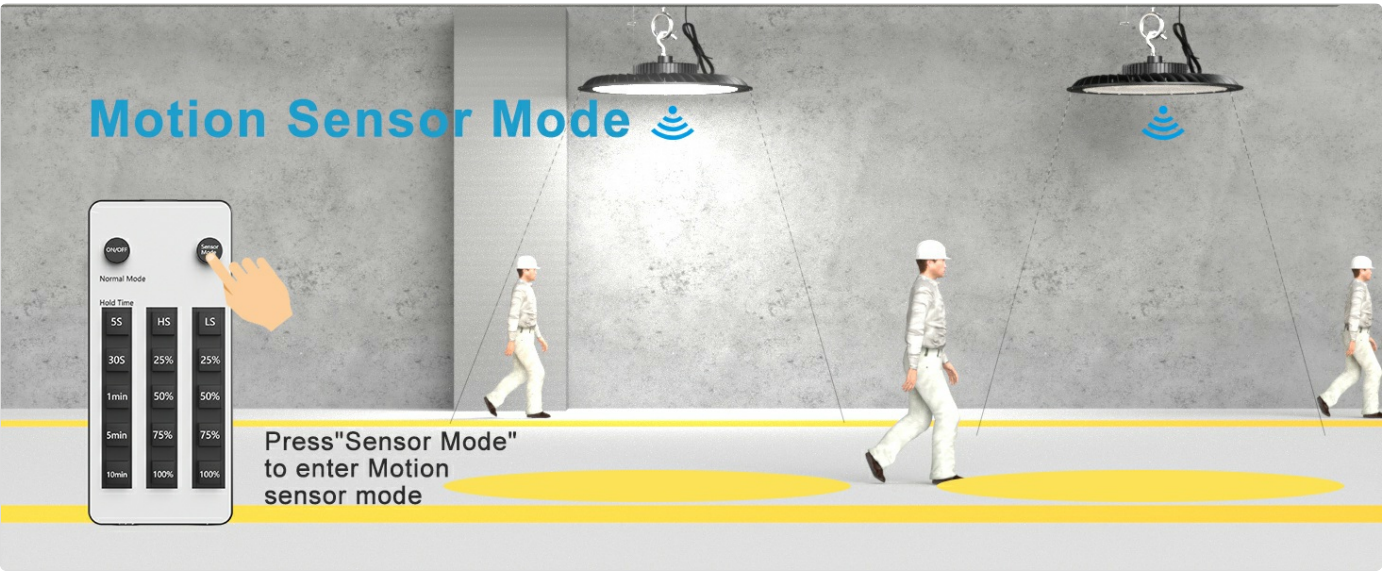 Motion Sensor Mode
ON/OFF
Sensor
Mode
Normal Mode
Hold Time
5S HS LS
30S 25% 25%
1min 50% 50%
5min 75% 75%
10min 100% 100%
Press"Sensor Mode"
to enter Motion
sensor mode